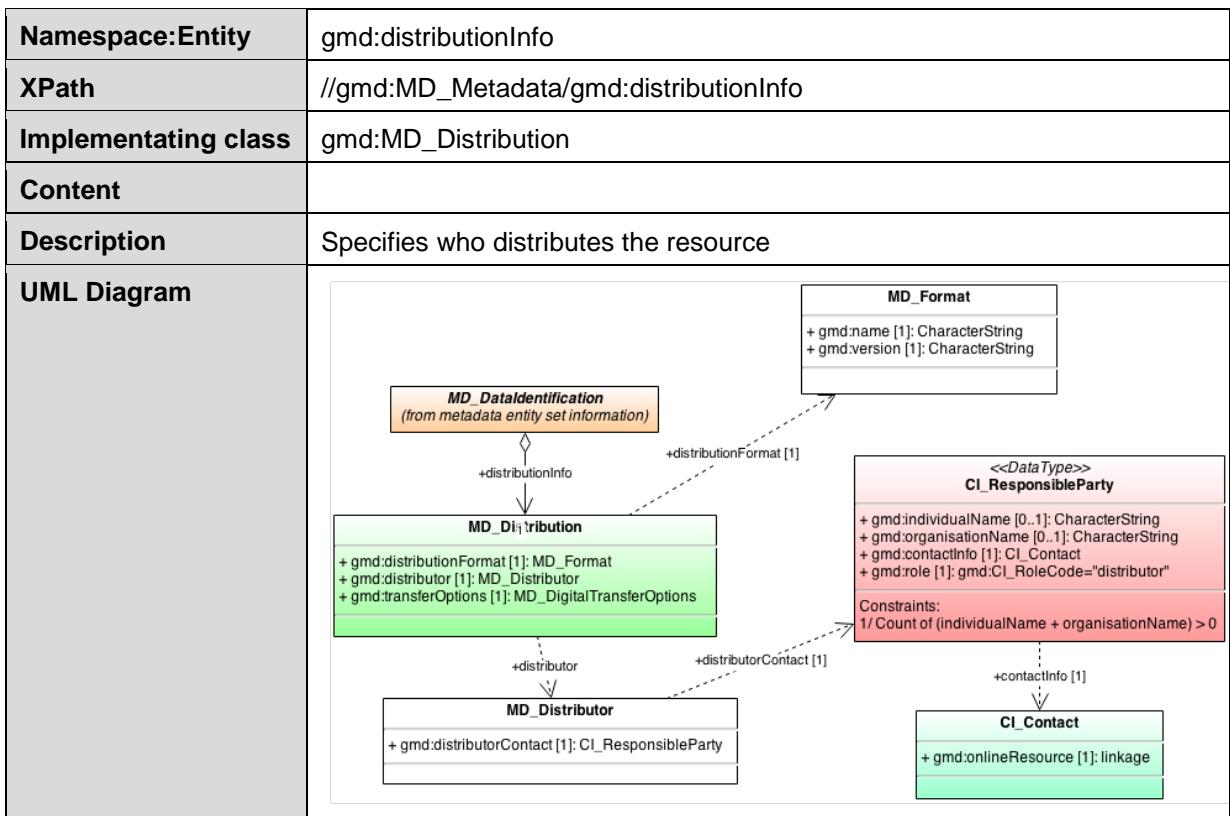 Namespace:Entity gmd:distributionInfo
XPath //gmd:MD_Metadata/gmd:distributionInfo
Implementating class gmd:MD_Distribution
Content
Description Specifies who distributes the resource
UML Diagram
MD_Format
+ gmd:name [1]: CharacterString
+ gmd:version [1]: CharacterString
MD_DataIdentification
(from metadata entity set information)
+distributionInfo
+distributionFormat [1]
<<DataType>>
CI_ResponsibleParty
+ gmd:individualName [0..1]: CharacterString
+ gmd:organisationName [0..1]: CharacterString
+ gmd:contactInfo [1]: CI_Contact
+ gmd:role [1]: gmd:CI_RoleCode="distributor"
Constraints:
1/ Count of (individualName + organisationName) > 0
MD_Distribution
1
+ gmd:distributionFormat [1]: MD_Format
+ gmd:distributor [1]: MD_Distributor
+ gmd:transferOptions [1]: MD_DigitalTransferOptions
+distributor
+distributorContact [1]
+contactInfo [1]
MD_Distributor
+ gmd:distributorContact [1]: CI_ResponsibleParty
CI_Contact
+ gmd:onlineResource [1]: linkage